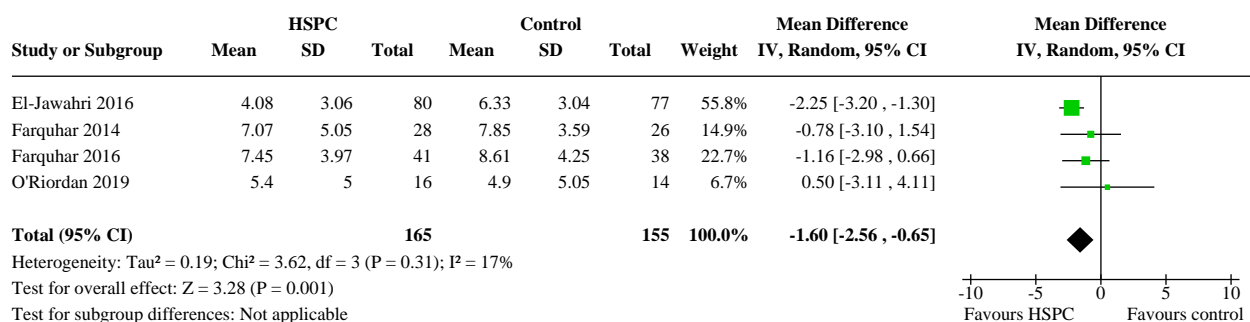 HSPC Control Mean Difference Mean Difference
Study or Subgroup Mean SD Total Mean SD Total Weight IV, Random, 95% CI IV, Random, 95% CI
El-Jawahri 2016 4.08 3.06 80 6.33 3.04 77 55.8% -2.25 [-3.20 , -1.30]
Farquhar 2014 7.07 5.05 28 7.85 3.59 26 14.9% -0.78 [-3.10 , 1.54]
Farquhar 2016 7.45 3.97 41 8.61 4.25 38 22.7% -1.16 [-2.98 , 0.66]
O'Riordan 2019 5.4 5 16 4.9 5.05 14 6.7% 0.50 [-3.11 , 4.11]
Total (95% CI) 165 155 100.0% -1.60 [-2.56 , -0.65]
Heterogeneity: Tau² = 0.19; Chi² = 3.62, df = 3 (P = 0.31); I² = 17%
Test for overall effect: Z = 3.28 (P = 0.001)
-10 -5 0 5 10
Test for subgroup differences: Not applicable
Favours HSPC Favours control